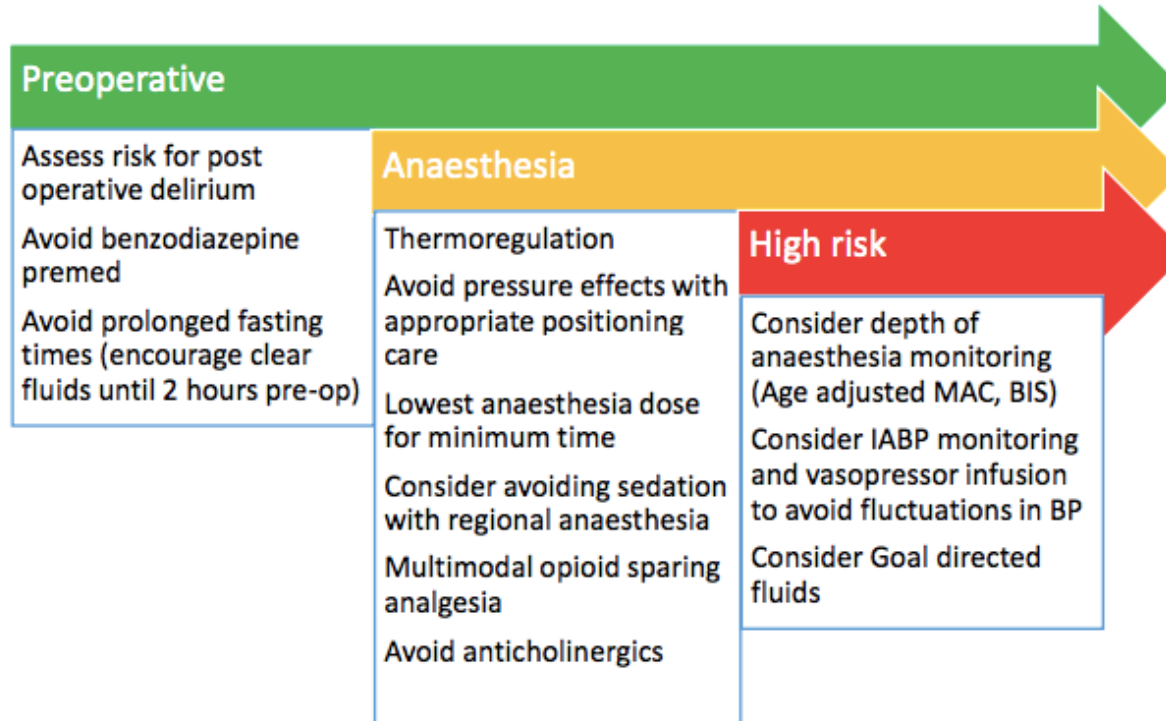 Preoperative
Assess risk for post
operative delirium
Avoid benzodiazepine
premed
Avoid prolonged fasting
times (encourage clear
fluids until 2 hours pre-op)
Anaesthesia
Thermoregulation
Avoid pressure effects with
appropriate positioning
care
Lowest anaesthesia dose
for minimum time
Consider avoiding sedation
with regional anaesthesia
Multimodal opioid sparing
analgesia
Avoid anticholinergics
High risk
Consider depth of
anaesthesia monitoring
(Age adjusted MAC, BIS)
Consider IABP monitoring
and vasopressor infusion
to avoid fluctuations in BP
Consider Goal directed
fluids